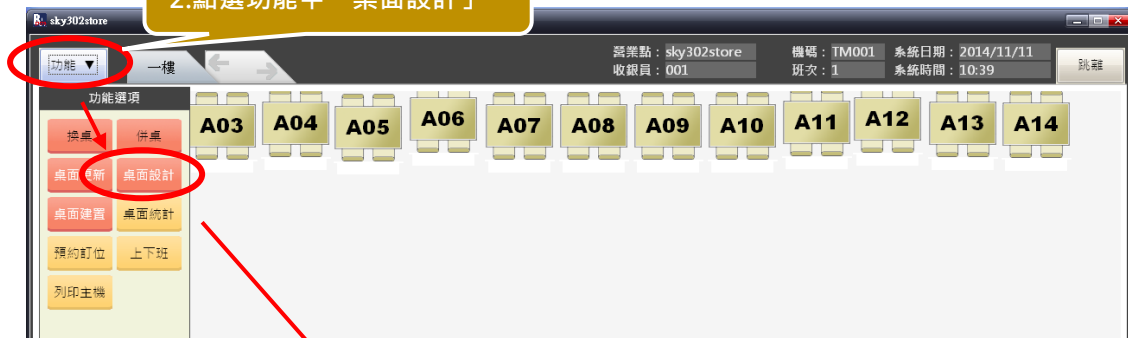 2.點選功能中「桌面設計」
sky302store
功能 ▼
一樓
營業點：sky302store
機碼：TM001
系統日期：2014/11/11
收銀員：001
班次：1
系統時間：10:39
跳離
功能選項
換桌
併桌
桌面更新
桌面設計
桌面建置
桌面統計
預約訂位
上下班
列印主機
A03
A04
A05
A06
A07
A08
A09
A10
A11
A12
A13
A14